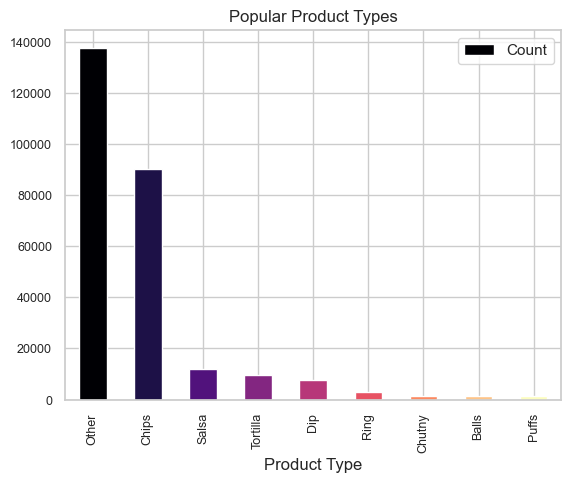 Popular Product Types
Count
140000
120000
100000
80000
60000
40000
20000
0
Other
Chips
Salsa
Tortilla
Dip
Ring
Chutny
Balls
Puffs
Product Type